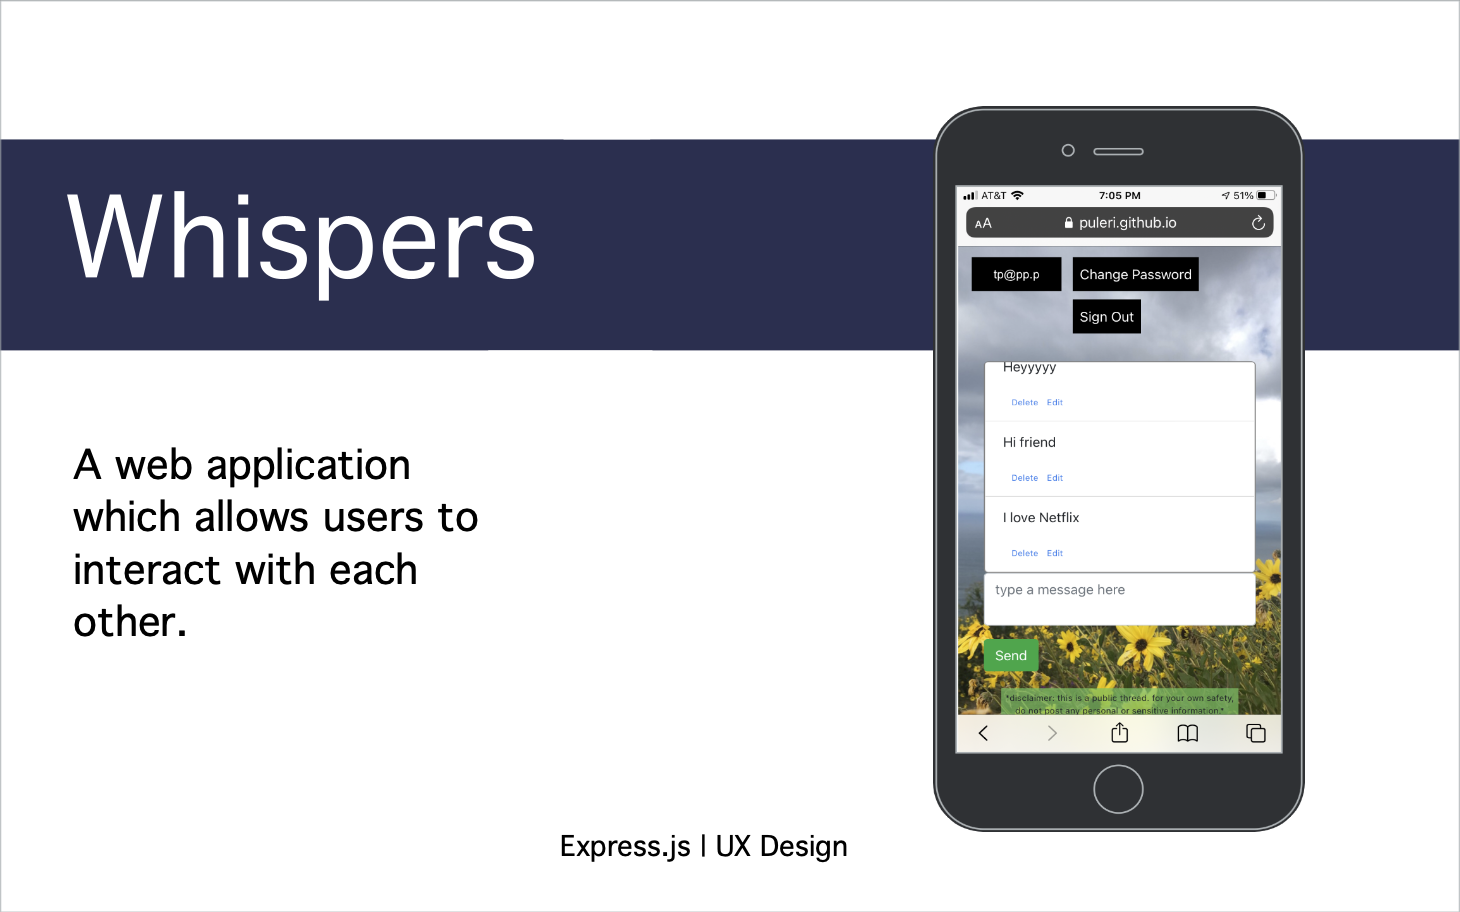 Whispers
A web application
which allows users to
interact with each
other.
Express.js | UX Design
AT&T 7:05 PM 51%
AA puleri.github.io
tp@pp.p Change Password
Sign Out
Heyyyyy
Delete Edit
Hi friend
Delete Edit
I love Netflix
Delete Edit
type a message here
Send
*disclaimer: this is a public thread. for your own safety,
do not post any personal or sensitive information.*